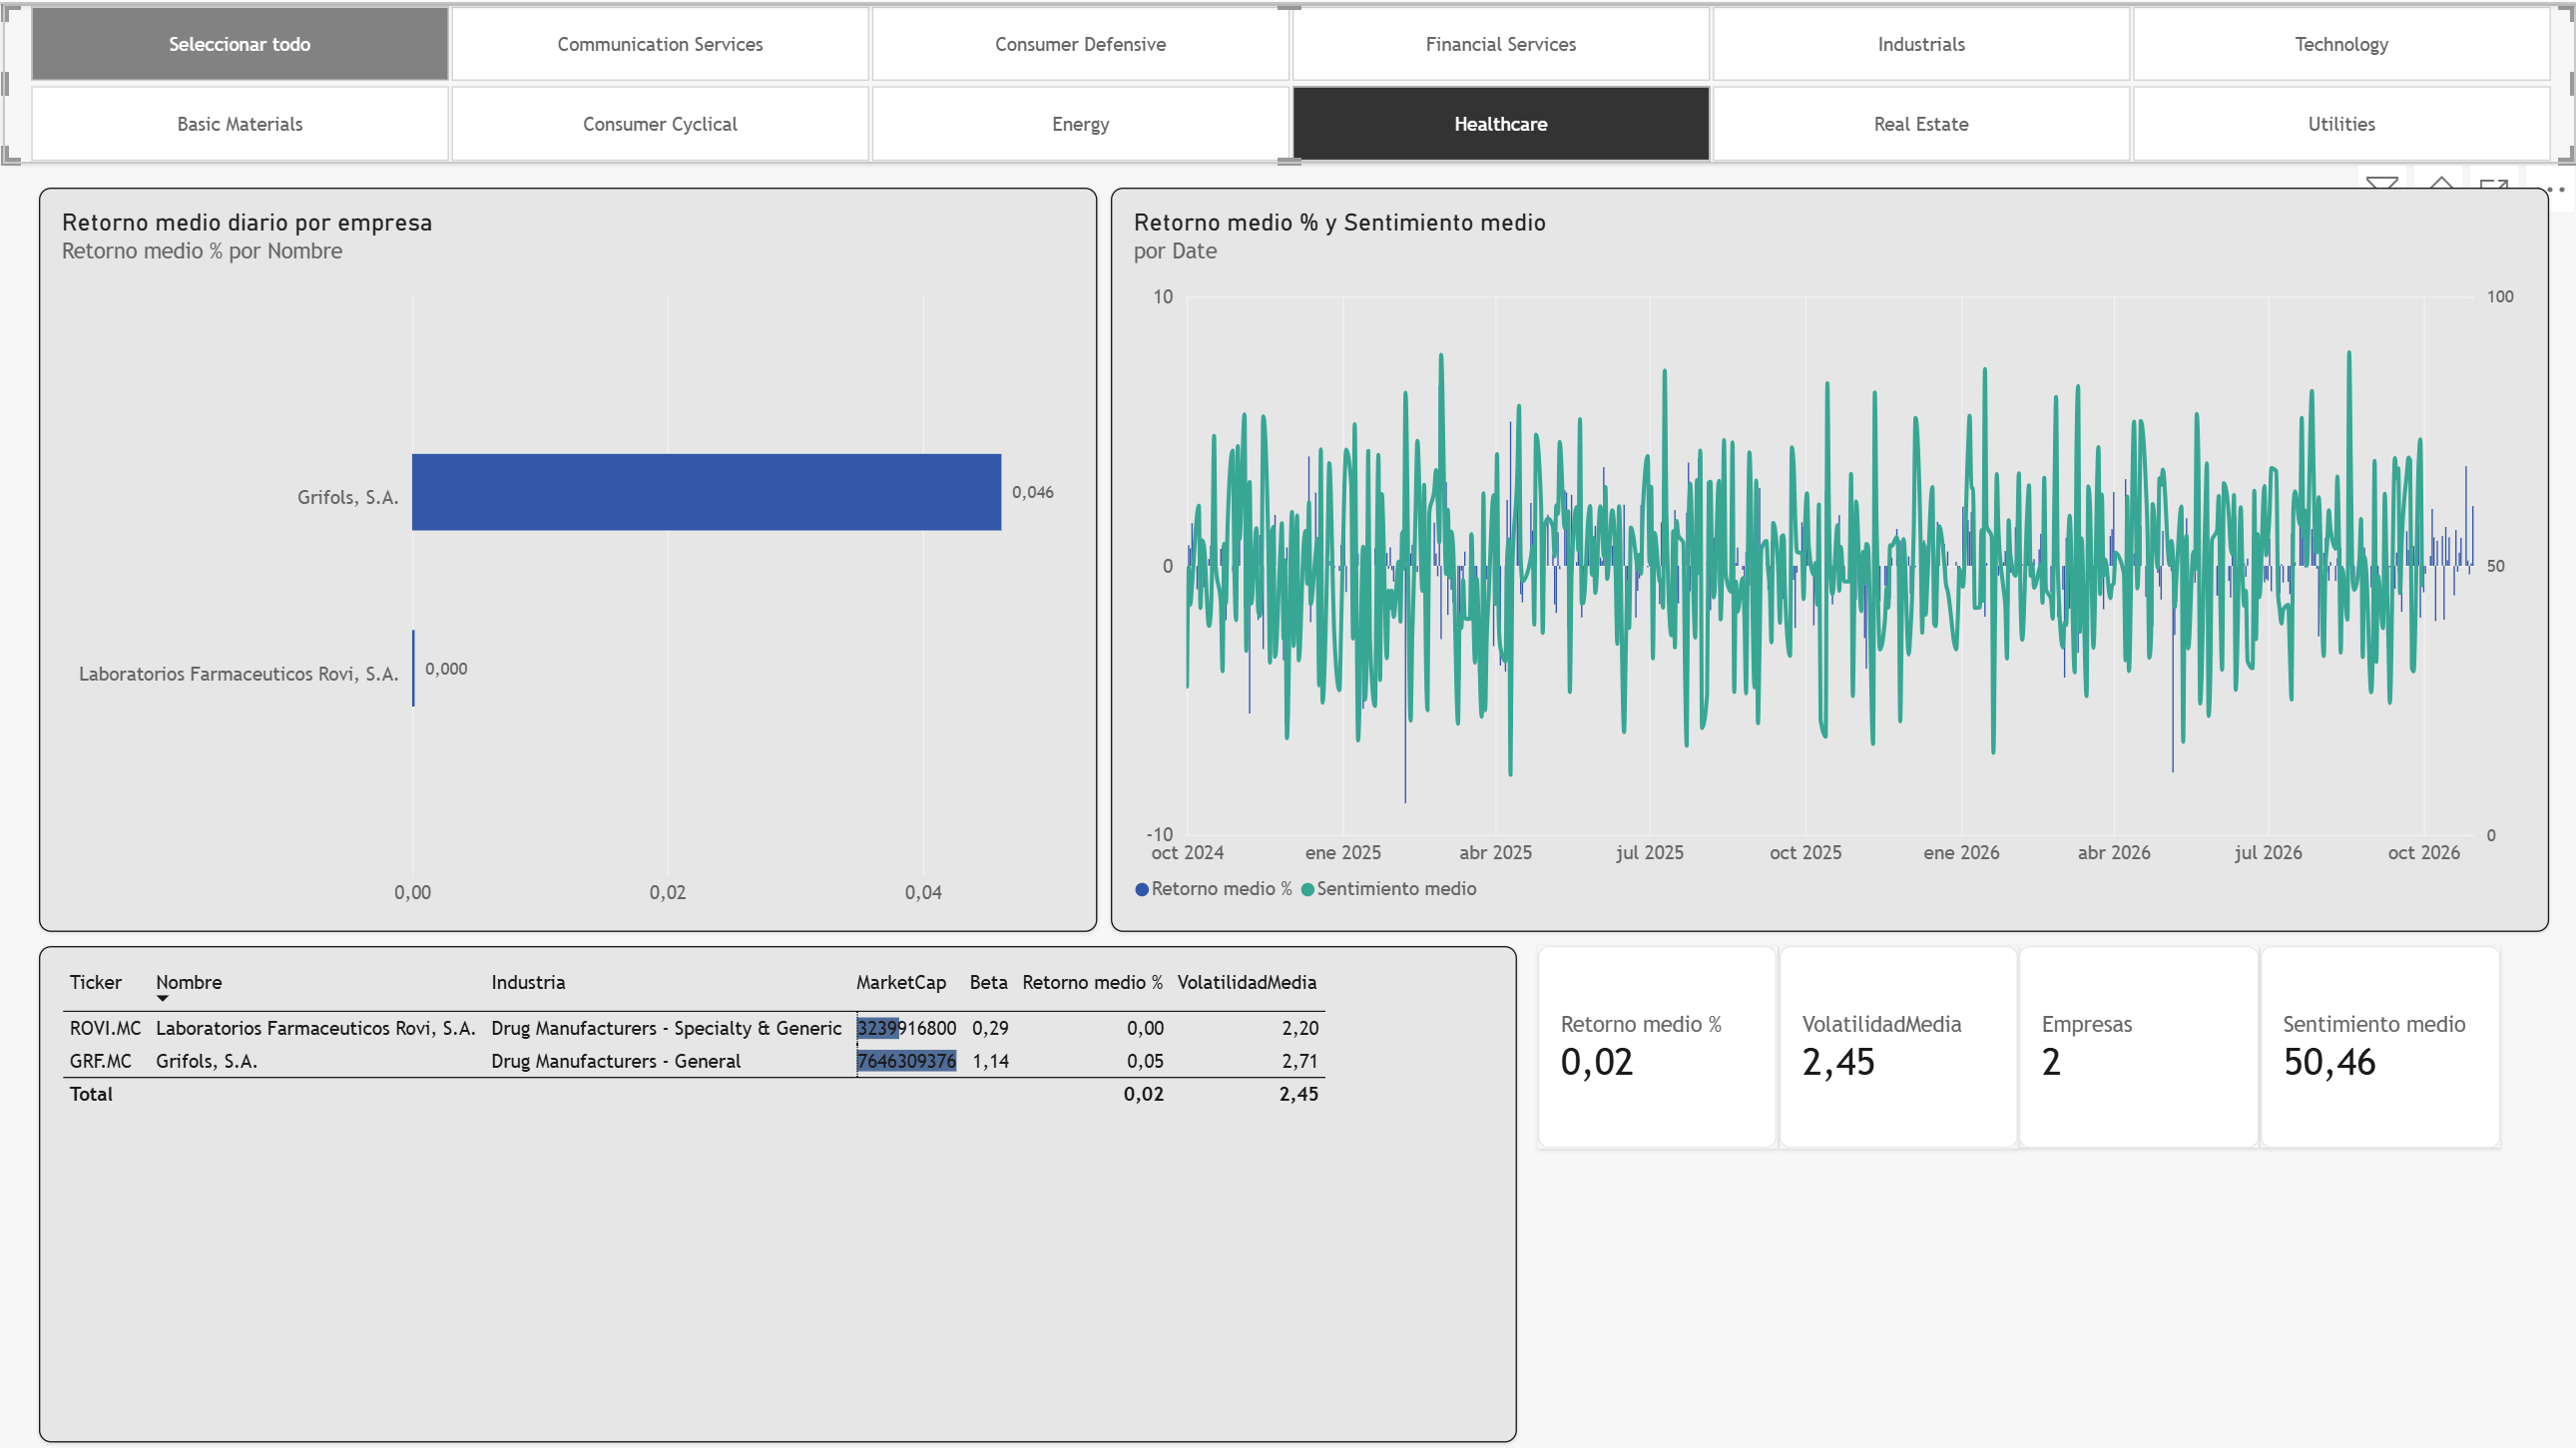 Seleccionar todo
Communication Services
Consumer Defensive
Financial Services
Industrials
Technology
Basic Materials
Consumer Cyclical
Energy
Healthcare
Real Estate
Utilities
Retorno medio diario por empresa
Retorno medio % por Nombre
Grifols, S.A.
0,046
Laboratorios Farmaceuticos Rovi, S.A.
0,000
0,00
0,02
0,04
Retorno medio % y Sentimiento medio
por Date
10
0
-10
100
50
0
oct 2024
ene 2025
abr 2025
jul 2025
oct 2025
ene 2026
abr 2026
jul 2026
oct 2026
Retorno medio %
Sentimiento medio
Ticker Nombre Industria MarketCap Beta Retorno medio % VolatilidadMedia
ROVI.MC Laboratorios Farmaceuticos Rovi, S.A. Drug Manufacturers - Specialty & Generic 3239916800 0,29 0,00 2,20
GRF.MC Grifols, S.A. Drug Manufacturers - General 7646309376 1,14 0,05 2,71
Total 0,02 2,45
Retorno medio %
0,02
VolatilidadMedia
2,45
Empresas
2
Sentimiento medio
50,46